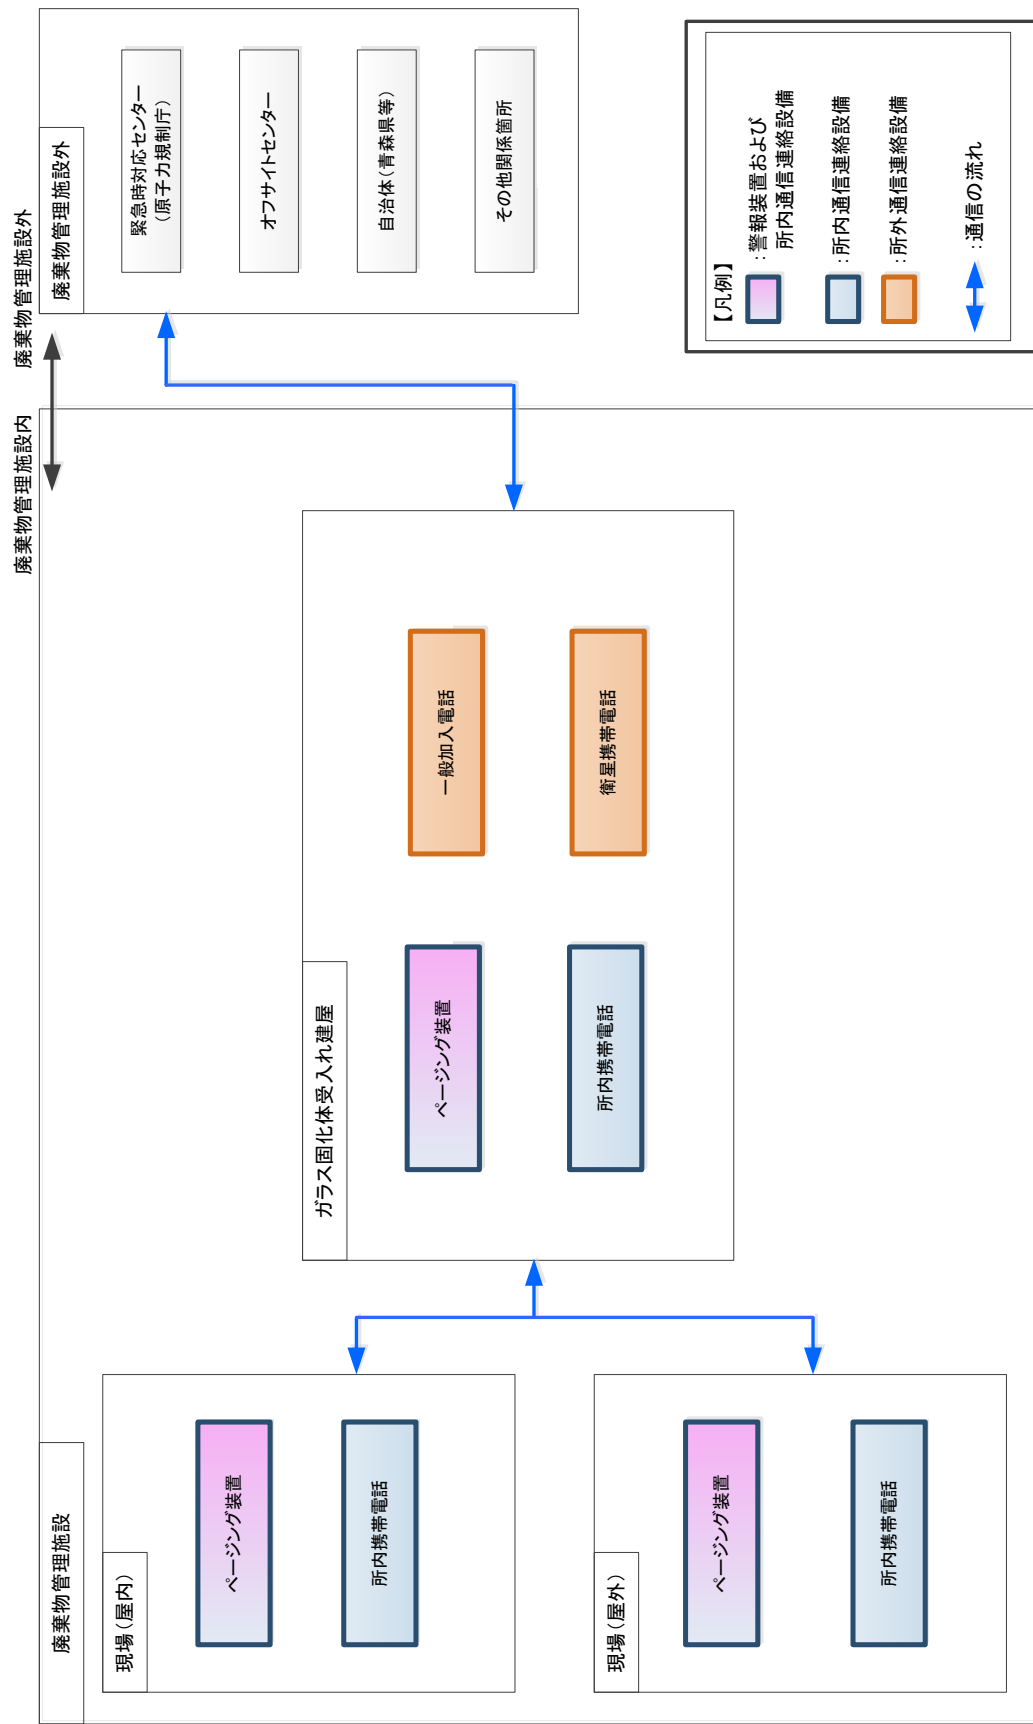 廃棄物管理施設内
廃棄物管理施設外
廃棄物管理施設
現場（屋内）
ページング装置
所内携帯電話
現場（屋外）
ページング装置
所内携帯電話
ガラス固化体受入れ建屋
ページング装置
所内携帯電話
一般加入電話
衛星携帯電話
廃棄物管理施設外
緊急時対応センター
（原子力規制庁）
オフサイトセンター
自治体（青森県等）
その他関係箇所
【凡例】
：警報装置および
所内通信連絡設備
：所内通信連絡設備
：所外通信連絡設備
：通信の流れ